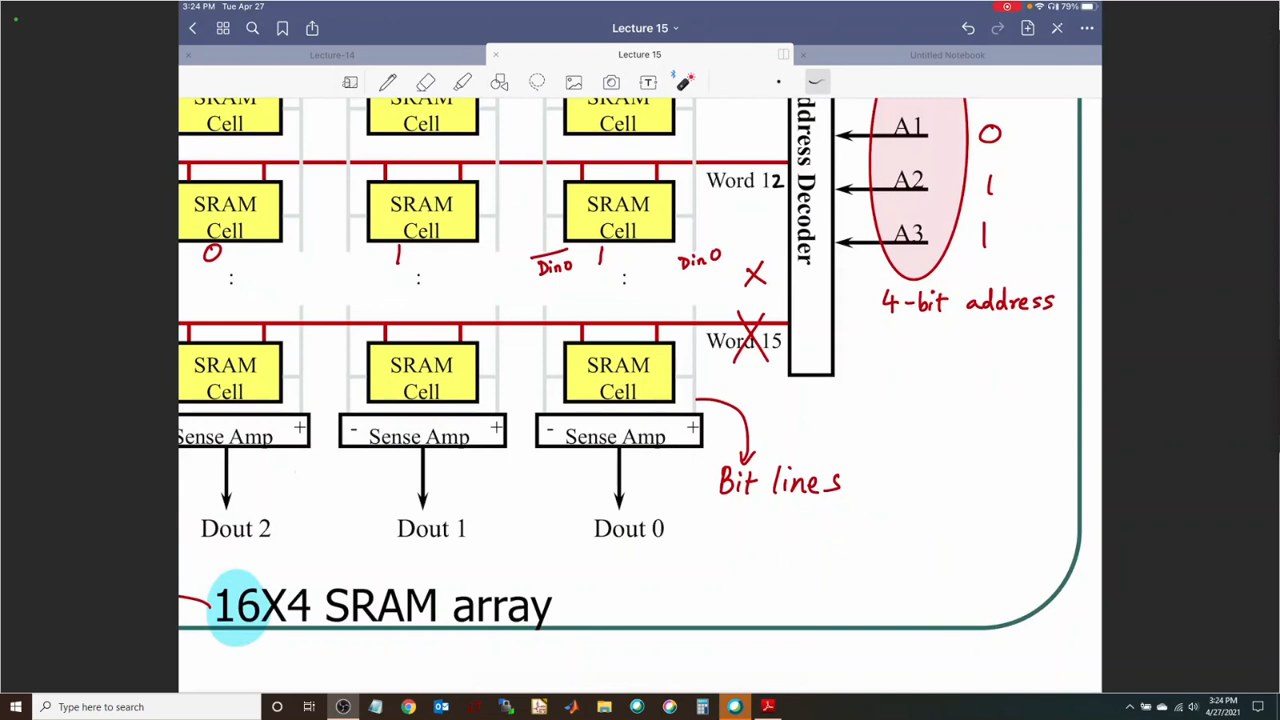 3:24 PM Tue Apr 27
79%
Lecture 15
Lecture-14
Lecture 15
Untitled Notebook
SRAM Cell
SRAM Cell
SRAM Cell
ddress Decoder
A1 0
A2 1
A3 1
4-bit address
Word 12
SRAM Cell
SRAM Cell
SRAM Cell
0 1 Din0 1 Din0
: : : X
Word 15
SRAM Cell
SRAM Cell
SRAM Cell
Sense Amp +
- Sense Amp +
- Sense Amp +
Bit lines
Dout 2 Dout 1 Dout 0
16X4 SRAM array
Type here to search
3:24 PM
4/27/2021